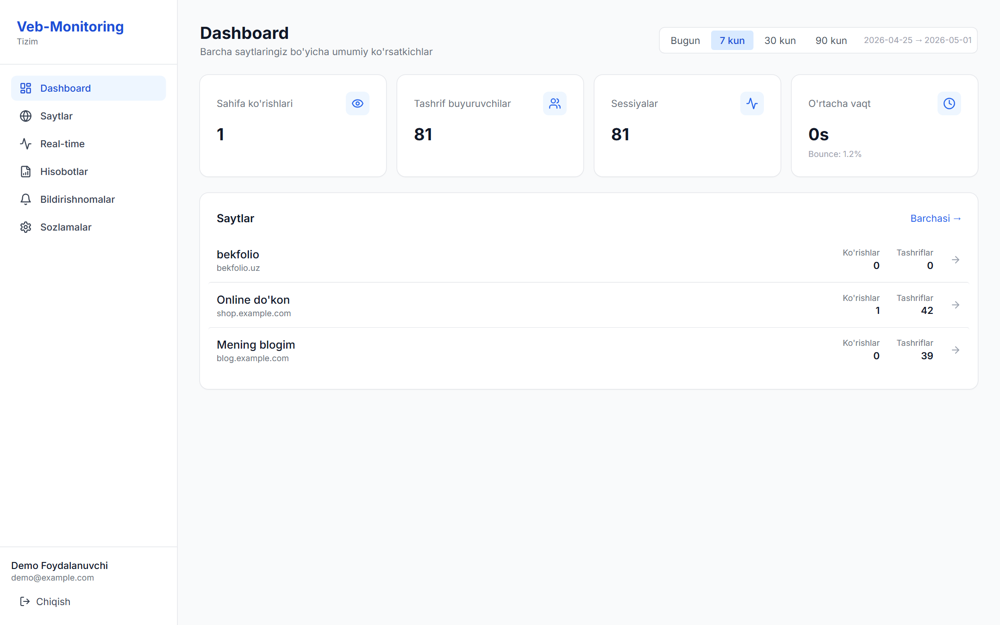 Veb-Monitoring
Tizim
Dashboard
Saytlar
Real-time
Hisobotlar
Bildirishnomalar
Sozlamalar
Demo Foydalanuvchi
demo@example.com
Chiqish
Dashboard
Barcha saytlaringiz bo'yicha umumiy ko'rsatkichlar
Bugun 7 kun 30 kun 90 kun 2026-04-25 → 2026-05-01
Sahifa ko'rishlari
1
Tashrif buyuruvchilar
81
Sessiyalar
81
O'rtacha vaqt
0s
Bounce: 1.2%
Saytlar
Barchasi →
bekfolio
bekfolio.uz
Ko'rishlar Tashriflar
0 0
Online do'kon
shop.example.com
Ko'rishlar Tashriflar
1 42
Mening blogim
blog.example.com
Ko'rishlar Tashriflar
0 39